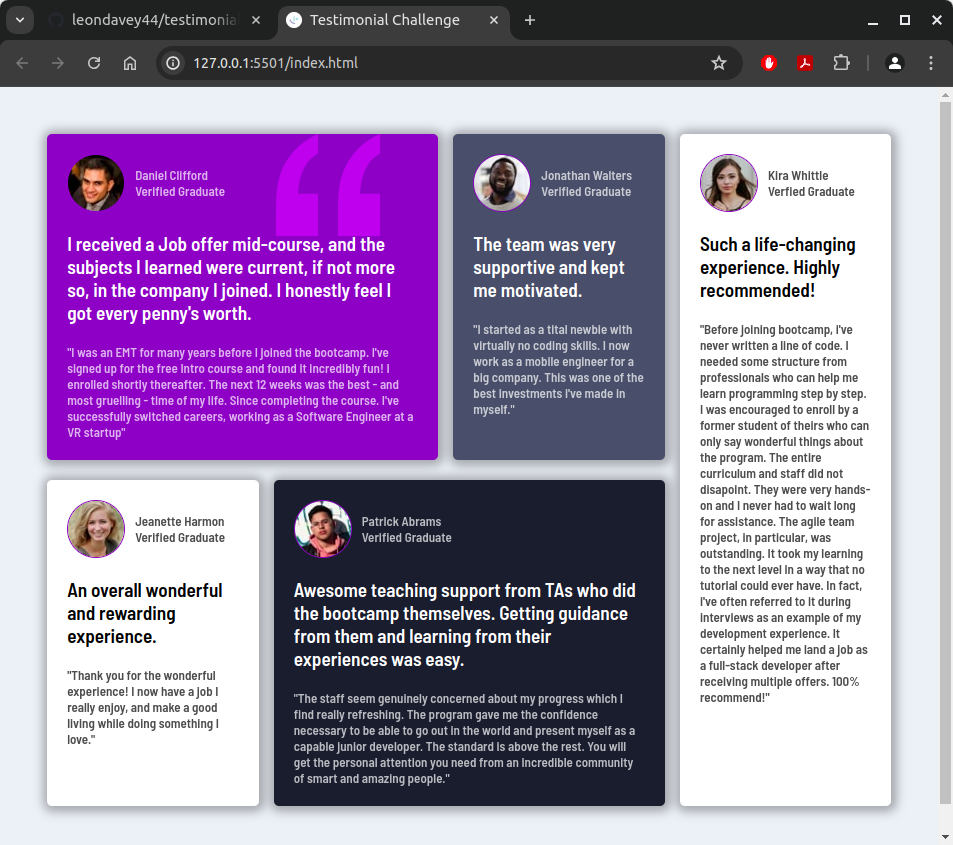 leondavey44/testimonia
Testimonial Challenge
127.0.0.1:5501/index.html
Daniel Clifford
Verified Graduate
I received a Job offer mid-course, and the
subjects I learned were current, if not more
so, in the company I joined. I honestly feel I
got every penny's worth.
"I was an EMT for many years before I joined the bootcamp. I've
signed up for the free intro course and found it incredibly fun! I
enrolled shortly thereafter. The next 12 weeks was the best - and
most gruelling - time of my life. Since completing the course. I've
successfully switched careers, working as a Software Engineer at a
VR startup"
Jonathan Walters
Verified Graduate
The team was very
supportive and kept
me motivated.
"I started as a tital newbie with
virtually no coding skills. I now
work as a mobile engineer for a
big company. This was one of the
best investments I've made in
myself."
Kira Whittle
Verfied Graduate
Such a life-changing
experience. Highly
recommended!
"Before joining bootcamp, I've
never written a line of code. I
needed some structure from
professionals who can help me
learn programming step by step.
I was encouraged to enroll by a
former student of theirs who can
only say wonderful things about
the program. The entire
curriculum and staff did not
disapoint. They were very hands-
on and I never had to wait long
for assistance. The agile team
project, in particular, was
outstanding. It took my learning
to the next level in a way that no
tutorial could ever have. In fact,
I've often referred to it during
interviews as an example of my
development experience. It
certainly helped me land a job as
a full-stack developer after
receiving multiple offers. 100%
recommend!"
Jeanette Harmon
Verified Graduate
An overall wonderful
and rewarding
experience.
"Thank you for the wonderful
experience! I now have a job I
really enjoy, and make a good
living while doing something I
love."
Patrick Abrams
Verified Graduate
Awesome teaching support from TAs who did
the bootcamp themselves. Getting guidance
from them and learning from their
experiences was easy.
"The staff seem genuinely concerned about my progress which I
find really refreshing. The program gave me the confidence
necessary to be able to go out in the world and present myself as a
capable junior developer. The standard is above the rest. You will
get the personal attention you need from an incredible community
of smart and amazing people."